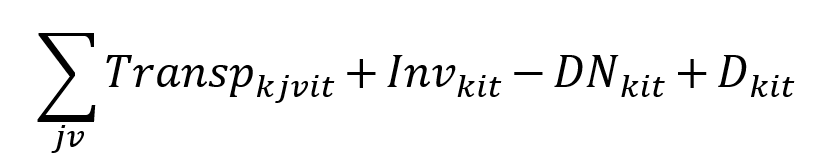 ∑_{jv} Transp_{kjvit} + Inv_{kit} − DN_{kit} + D_{kit}